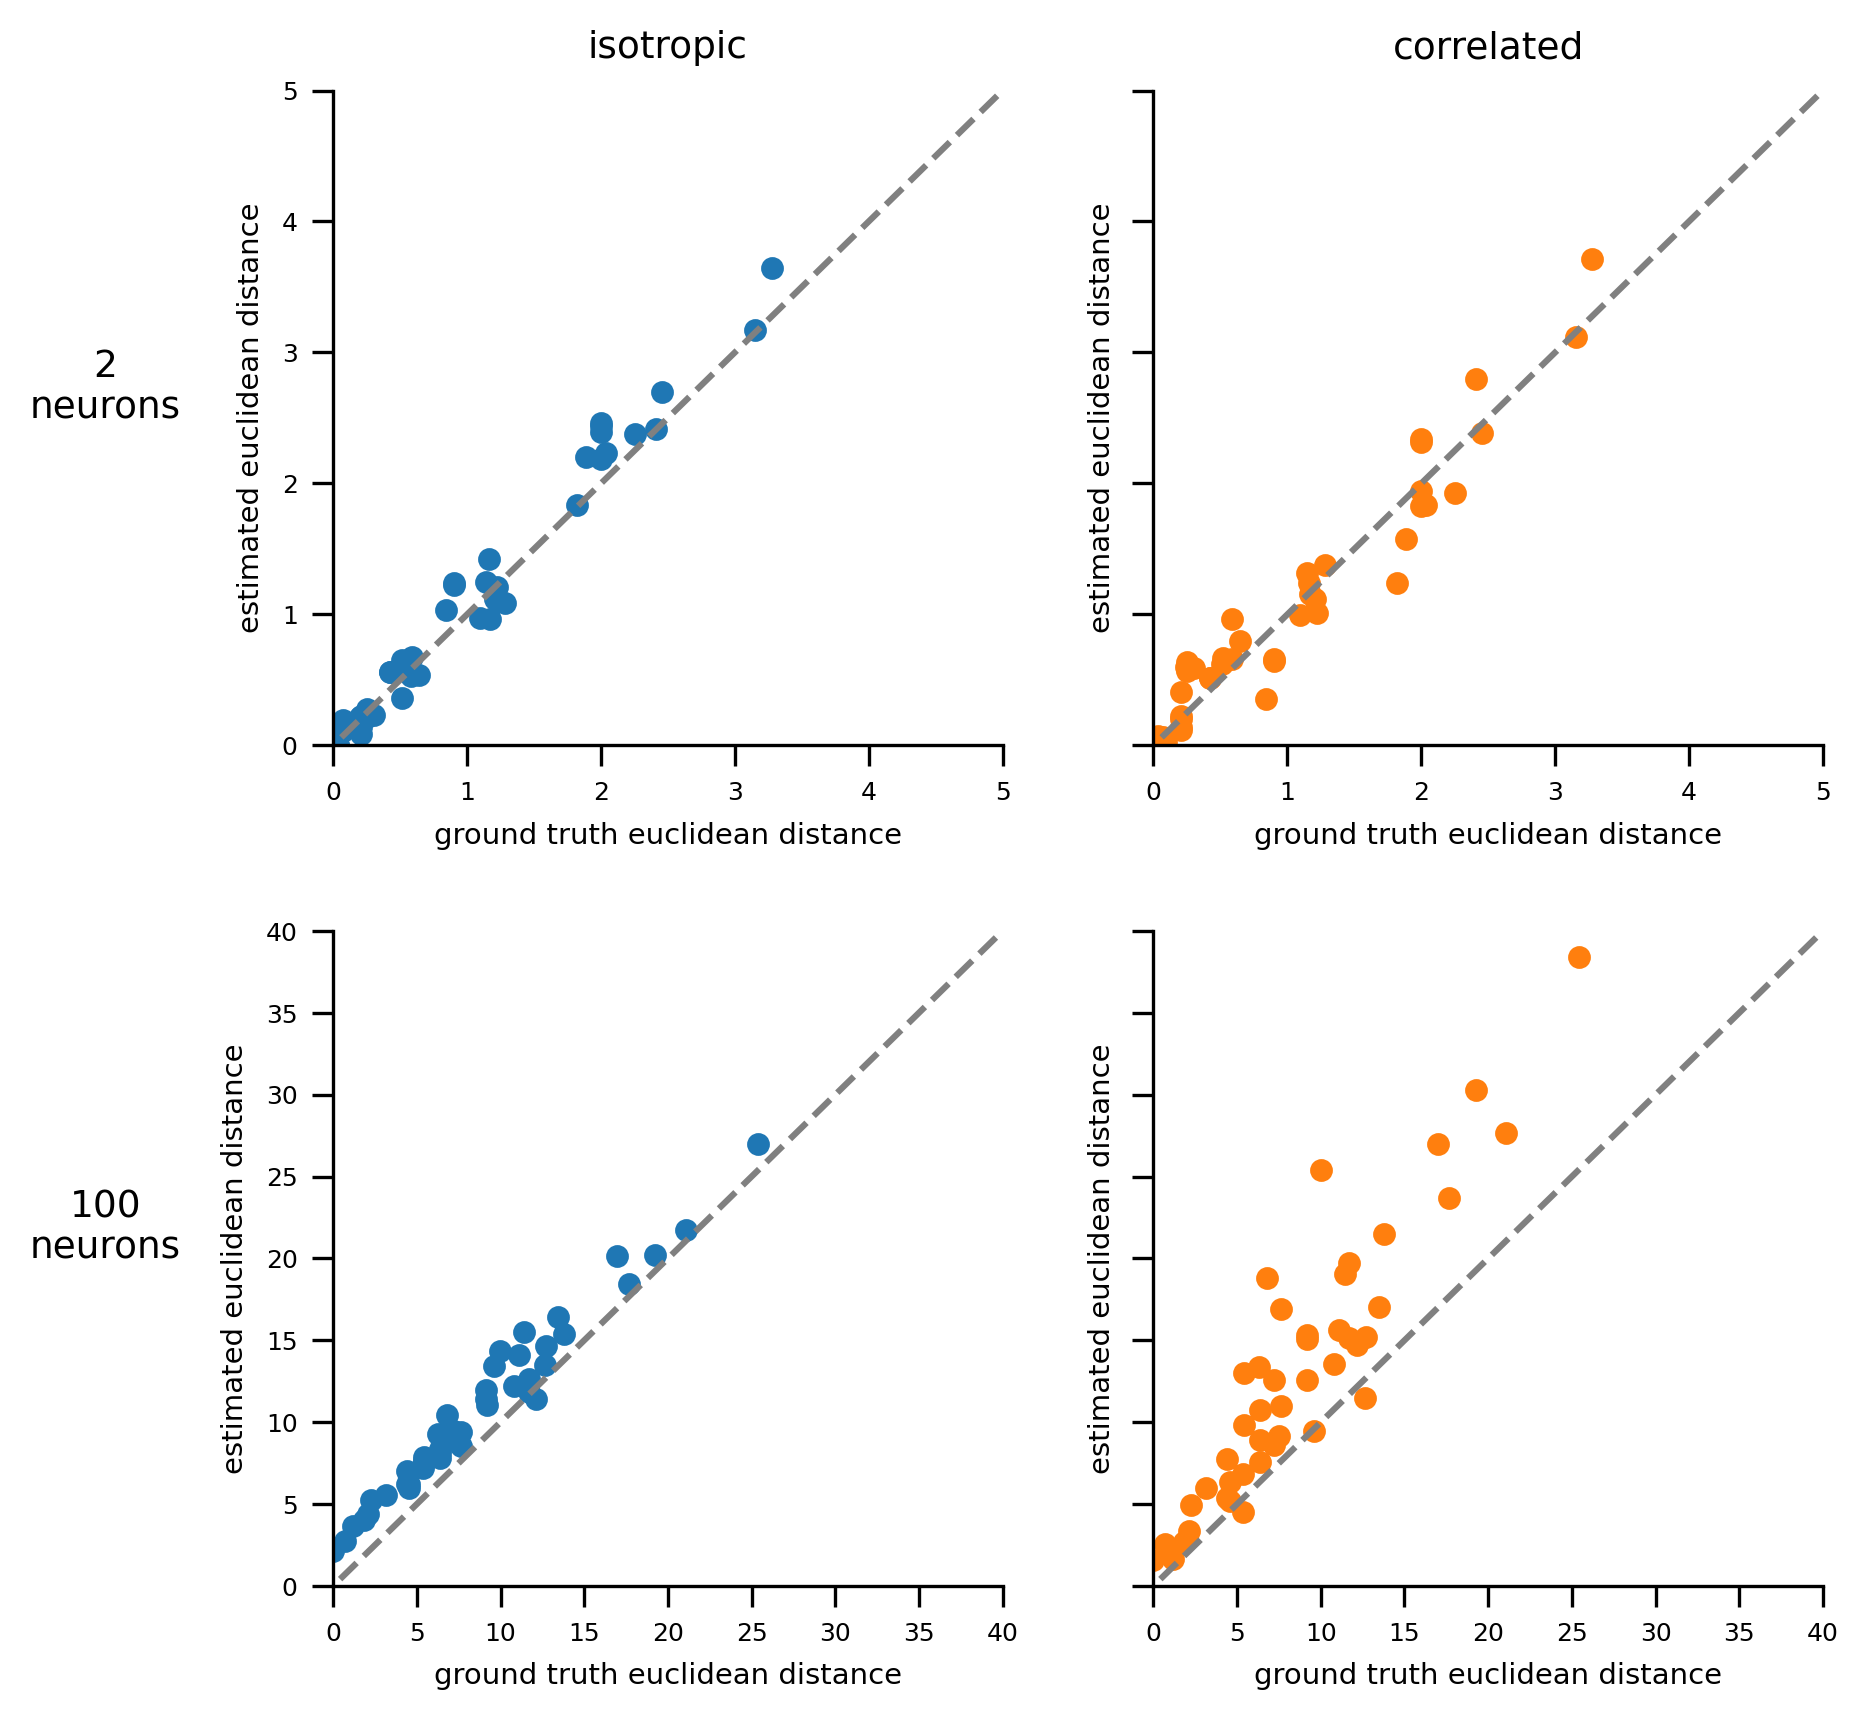 isotropic
correlated
2
neurons
estimated euclidean distance
5
4
3
2
1
0
0 1 2 3 4 5
ground truth euclidean distance
estimated euclidean distance
0 1 2 3 4 5
ground truth euclidean distance
100
neurons
estimated euclidean distance
40
35
30
25
20
15
10
5
0
0 5 10 15 20 25 30 35 40
ground truth euclidean distance
estimated euclidean distance
0 5 10 15 20 25 30 35 40
ground truth euclidean distance